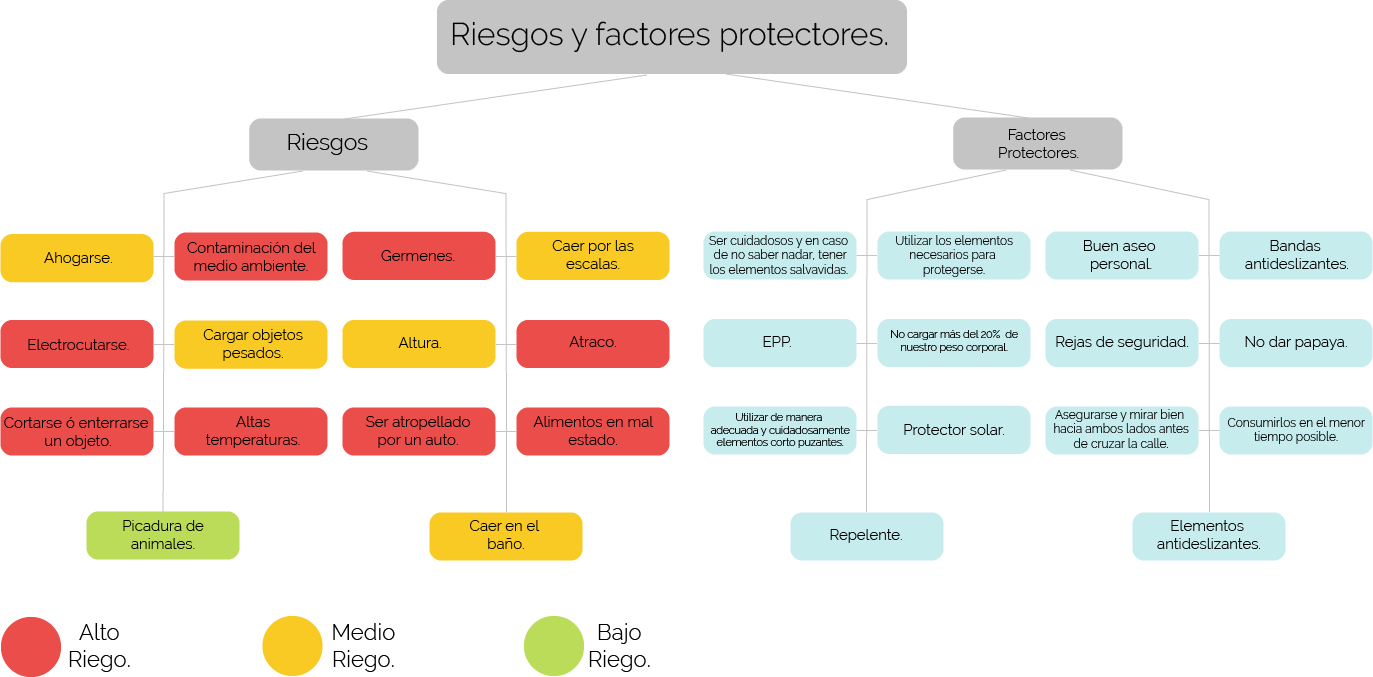 Riesgos y factores protectores.
Riesgos
Factores
Protectores.
Ahogarse.
Contaminación del
medio ambiente.
Germenes.
Caer por las
escalas.
Ser cuidadosos y en caso
de no saber nadar, tener
los elementos salvavidas.
Utilizar los elementos
necesarios para
protegerse.
Buen aseo
personal.
Bandas
antideslizantes.
Electrocutarse.
Cargar objetos
pesados.
Altura.
Atraco.
EPP.
No cargar más del 20% de
nuestro peso corporal.
Rejas de seguridad.
No dar papaya.
Cortarse ó enterrarse
un objeto.
Altas
temperaturas.
Ser atropellado
por un auto.
Alimentos en mal
estado.
Utilizar de manera
adecuada y cuidadosamente
elementos corto puzantes.
Protector solar.
Asegurarse y mirar bien
hacia ambos lados antes
de cruzar la calle.
Consumirlos en el menor
tiempo posible.
Picadura de
animales.
Caer en el
baño.
Repelente.
Elementos
antideslizantes.
Alto
Riego.
Medio
Riego.
Bajo
Riego.